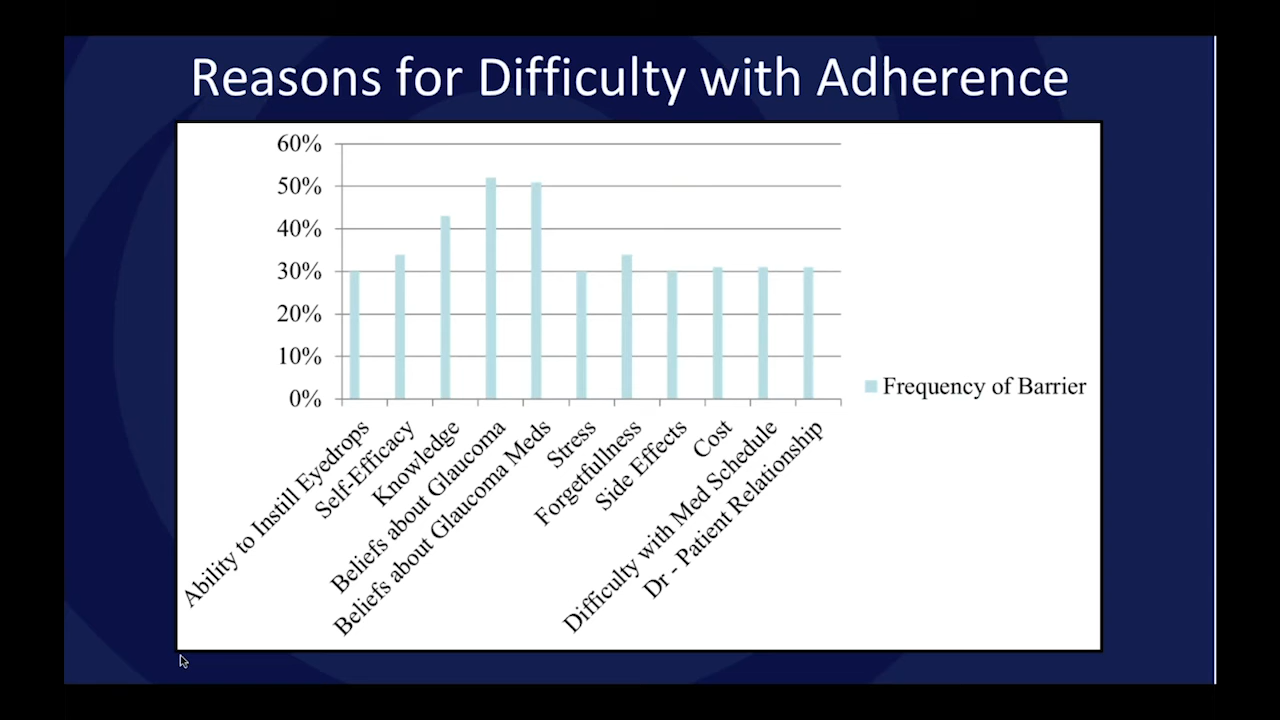 Reasons for Difficulty with Adherence
60%
50%
40%
30%
20%
10%
0%
Frequency of Barrier
Ability to Instill Eyedrops
Self-Efficacy
Knowledge
Beliefs about Glaucoma
Beliefs about Glaucoma Meds
Stress
Forgetfullness
Side Effects
Cost
Difficulty with Med Schedule
Dr - Patient Relationship